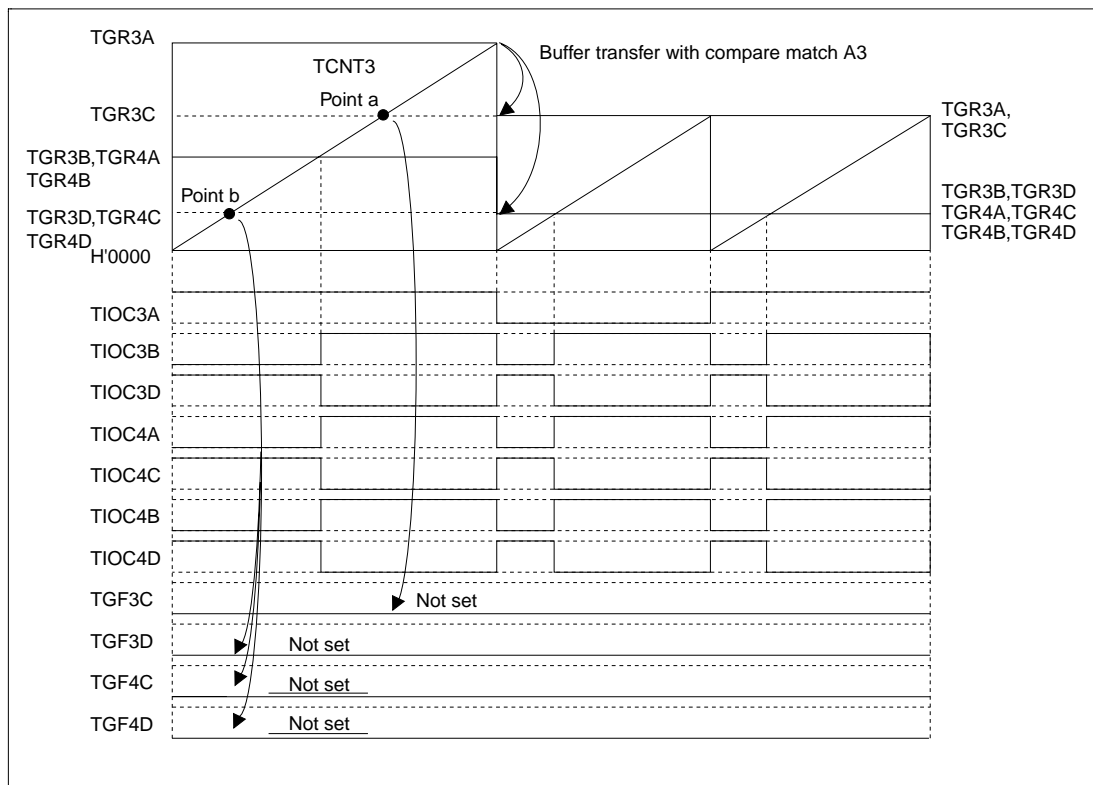 TGR3A
TCNT3
Buffer transfer with compare match A3
Point a
TGR3C
TGR3A,
TGR3C
TGR3B,TGR4A
TGR4B
Point b
TGR3D,TGR4C
TGR4D
TGR3B,TGR3D
TGR4A,TGR4C
TGR4B,TGR4D
H'0000
TIOC3A
TIOC3B
TIOC3D
TIOC4A
TIOC4C
TIOC4B
TIOC4D
TGF3C
Not set
TGF3D
Not set
TGF4C
Not set
TGF4D
Not set